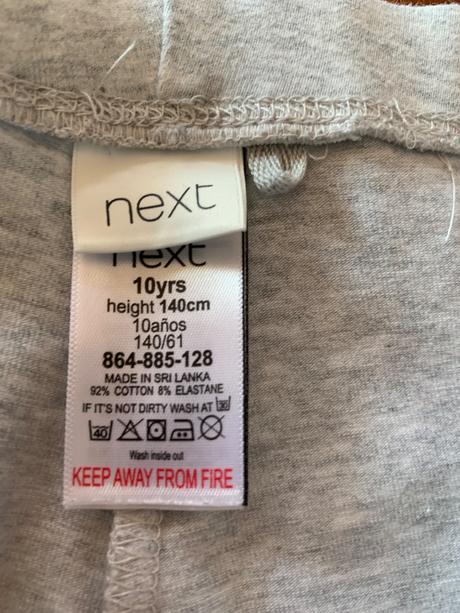 next
next
10yrs
height 140cm
10años
140/61
864-885-128
MADE IN SRI LANKA
92% COTTON 8% ELASTANE
IF IT'S NOT DIRTY WASH AT 30
40
Wash inside out
KEEP AWAY FROM FIRE